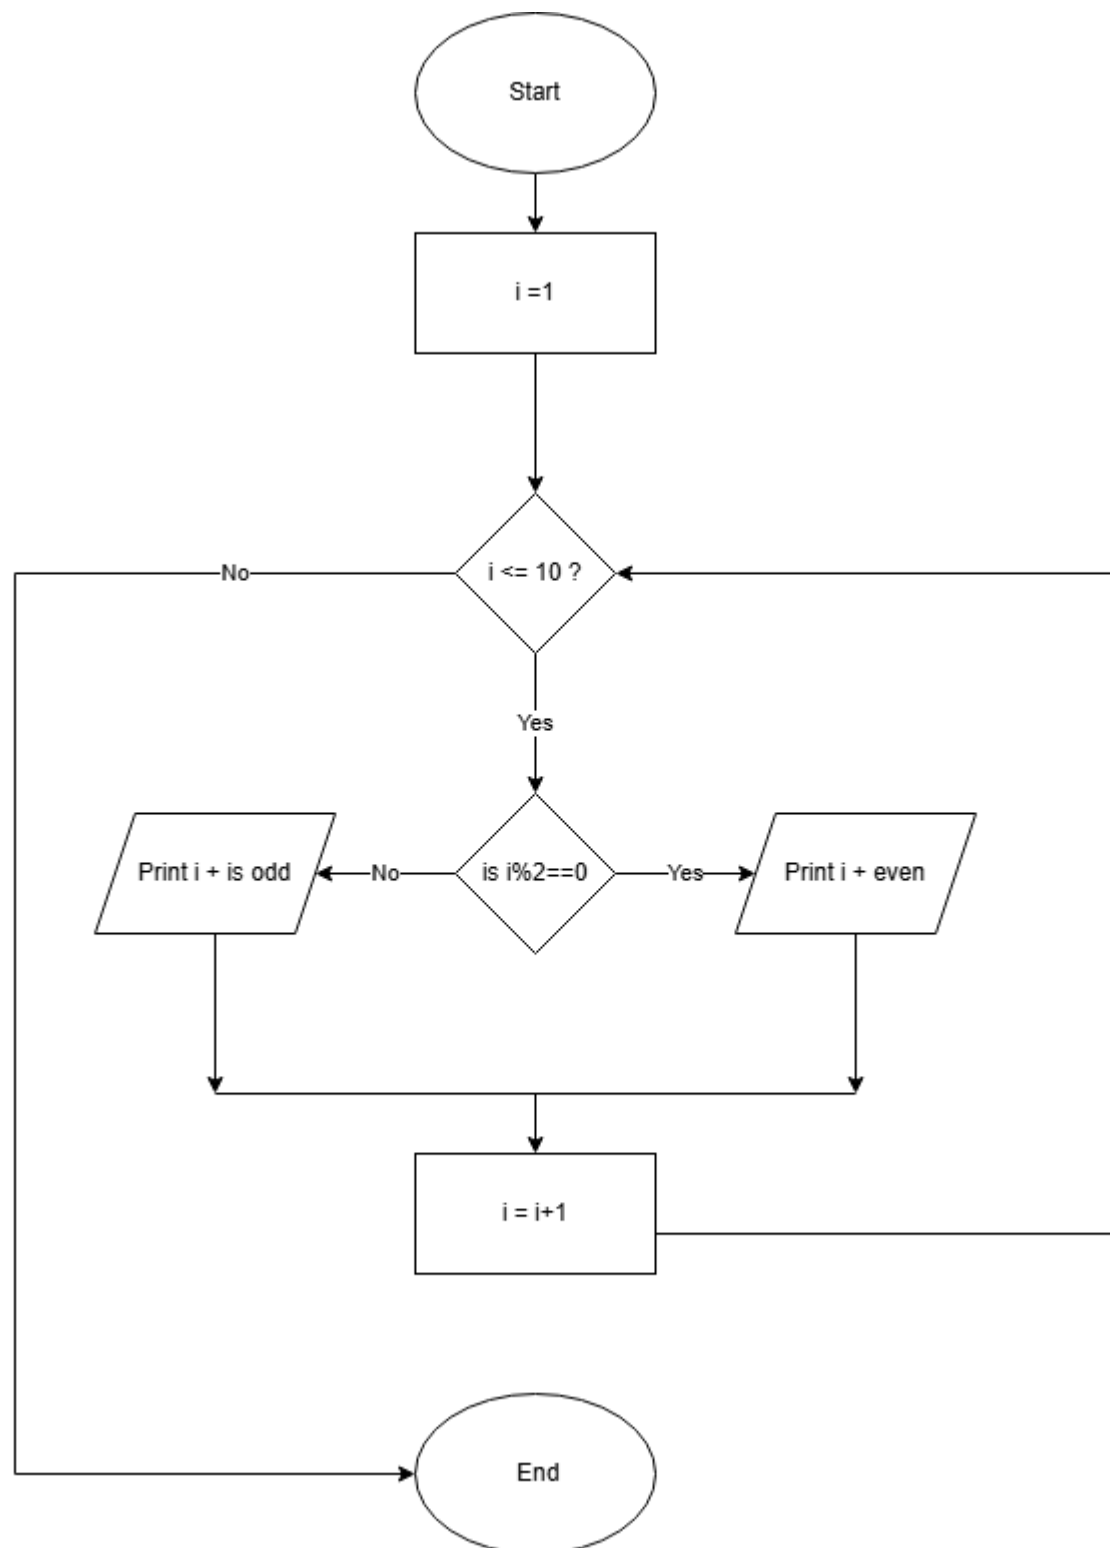 Start
i =1
i <= 10 ?
No
Yes
Print i + is odd
No
is i%2==0
Yes
Print i + even
i = i+1
End